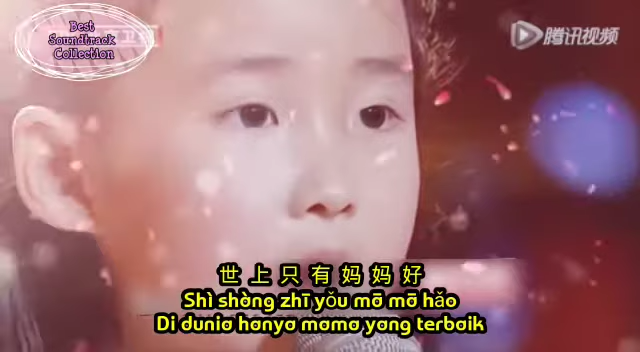 Best
Soundtrack
Collection
腾讯视频
世上只有妈妈好
Shì shèng zhī yǒu mā mā hǎo
Di dunia hanya mama yang terbaik